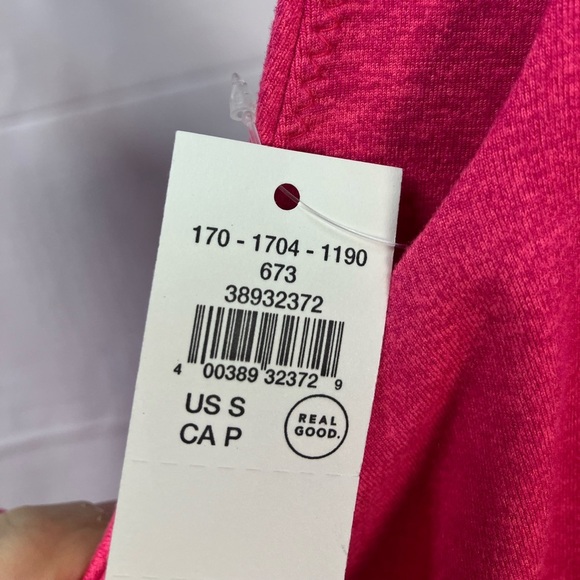 170 - 1704 - 1190
673
38932372
4 00389 32372 9
US S
CA P
REAL
GOOD.